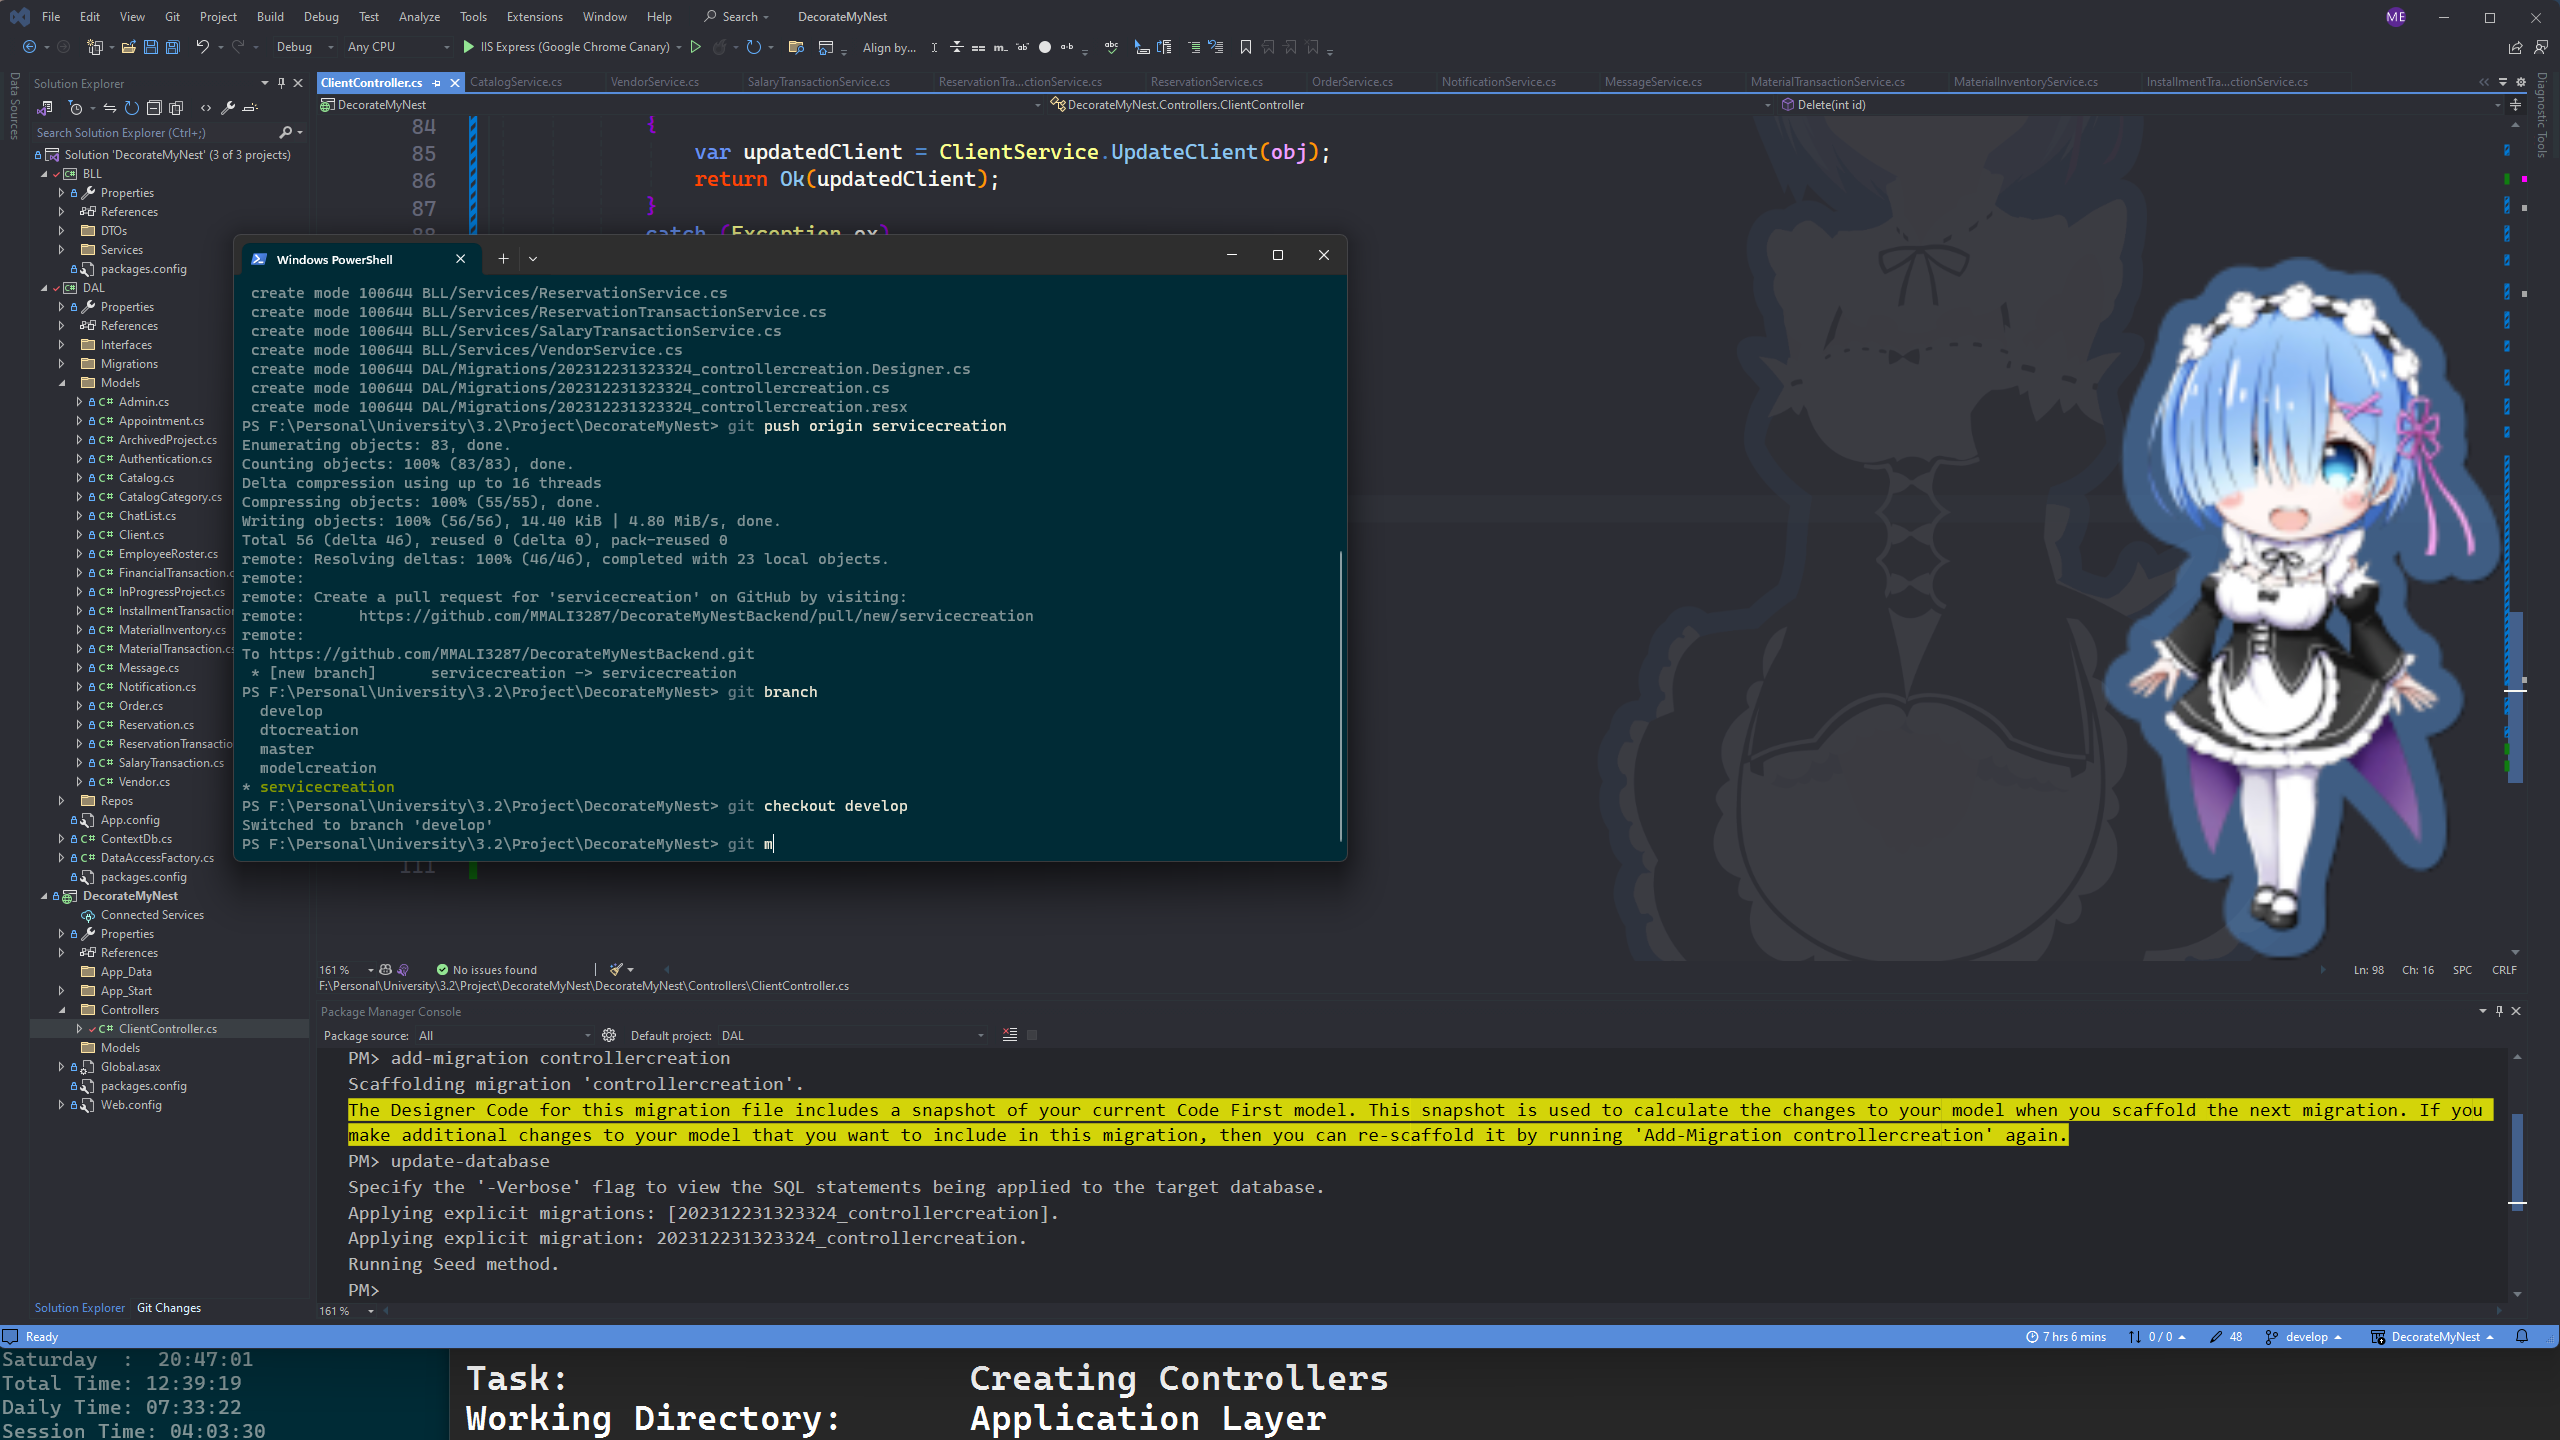 File Edit View Git Project Build Debug Test Analyze Tools Extensions Window Help Search DecorateMyNest ME
Debug Any CPU IIS Express (Google Chrome Canary) Align by...
Data Sources
Solution Explorer
Search Solution Explorer (Ctrl+;)
Solution 'DecorateMyNest' (3 of 3 projects)
BLL
Properties
References
DTOs
Services
packages.config
DAL
Properties
References
Interfaces
Migrations
Models
Admin.cs
Appointment.cs
ArchivedProject.cs
Authentication.cs
Catalog.cs
CatalogCategory.cs
ChatList.cs
Client.cs
EmployeeRoster.cs
FinancialTransaction.c
InProgressProject.cs
InstallmentTransaction
MaterialInventory.cs
MaterialTransaction.cs
Message.cs
Notification.cs
Order.cs
Reservation.cs
ReservationTransactio
SalaryTransaction.cs
Vendor.cs
Repos
App.config
ContextDb.cs
DataAccessFactory.cs
packages.config
DecorateMyNest
Connected Services
Properties
References
App_Data
App_Start
Controllers
ClientController.cs
Models
Global.asax
packages.config
Web.config
Solution Explorer Git Changes
ClientController.cs CatalogService.cs VendorService.cs SalaryTransactionService.cs ReservationTra...ctionService.cs ReservationService.cs OrderService.cs NotificationService.cs MessageService.cs MaterialTransactionService.cs MaterialInventoryService.cs InstallmentTra...ctionService.cs
DecorateMyNest DecorateMyNest.Controllers.ClientController Delete(int id)
Diagnostic Tools
84 {
85 var updatedClient = ClientService.UpdateClient(obj);
86 return Ok(updatedClient);
87 }
88 catch (Exception ex)
111
Windows PowerShell
create mode 100644 BLL/Services/ReservationService.cs
create mode 100644 BLL/Services/ReservationTransactionService.cs
create mode 100644 BLL/Services/SalaryTransactionService.cs
create mode 100644 BLL/Services/VendorService.cs
create mode 100644 DAL/Migrations/202312231323324_controllercreation.Designer.cs
create mode 100644 DAL/Migrations/202312231323324_controllercreation.cs
create mode 100644 DAL/Migrations/202312231323324_controllercreation.resx
PS F:\Personal\University\3.2\Project\DecorateMyNest> git push origin servicecreation
Enumerating objects: 83, done.
Counting objects: 100% (83/83), done.
Delta compression using up to 16 threads
Compressing objects: 100% (55/55), done.
Writing objects: 100% (56/56), 14.40 KiB | 4.80 MiB/s, done.
Total 56 (delta 46), reused 0 (delta 0), pack-reused 0
remote: Resolving deltas: 100% (46/46), completed with 23 local objects.
remote:
remote: Create a pull request for 'servicecreation' on GitHub by visiting:
remote: https://github.com/MMALI3287/DecorateMyNestBackend/pull/new/servicecreation
remote:
To https://github.com/MMALI3287/DecorateMyNestBackend.git
* [new branch] servicecreation -> servicecreation
PS F:\Personal\University\3.2\Project\DecorateMyNest> git branch
develop
dtocreation
master
modelcreation
* servicecreation
PS F:\Personal\University\3.2\Project\DecorateMyNest> git checkout develop
Switched to branch 'develop'
PS F:\Personal\University\3.2\Project\DecorateMyNest> git m
161 % No issues found Ln: 98 Ch: 16 SPC CRLF
F:\Personal\University\3.2\Project\DecorateMyNest\DecorateMyNest\Controllers\ClientController.cs
Package Manager Console
Package source: All Default project: DAL
PM> add-migration controllercreation
Scaffolding migration 'controllercreation'.
The Designer Code for this migration file includes a snapshot of your current Code First model. This snapshot is used to calculate the changes to your model when you scaffold the next migration. If you
make additional changes to your model that you want to include in this migration, then you can re-scaffold it by running 'Add-Migration controllercreation' again.
PM> update-database
Specify the '-Verbose' flag to view the SQL statements being applied to the target database.
Applying explicit migrations: [202312231323324_controllercreation].
Applying explicit migration: 202312231323324_controllercreation.
Running Seed method.
PM>
161 %
Ready 7 hrs 6 mins 0 / 0 48 develop DecorateMyNest
Saturday : 20:47:01
Total Time: 12:39:19
Daily Time: 07:33:22
Session Time: 04:03:30
Task: Creating Controllers
Working Directory: Application Layer